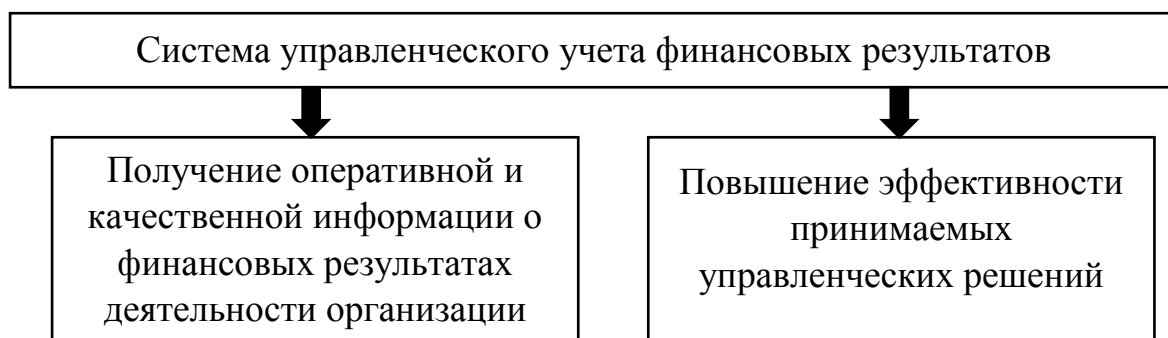 Система управленческого учета финансовых результатов
Получение оперативной и
качественной информации о
финансовых результатах
деятельности организации
Повышение эффективности
принимаемых
управленческих решений